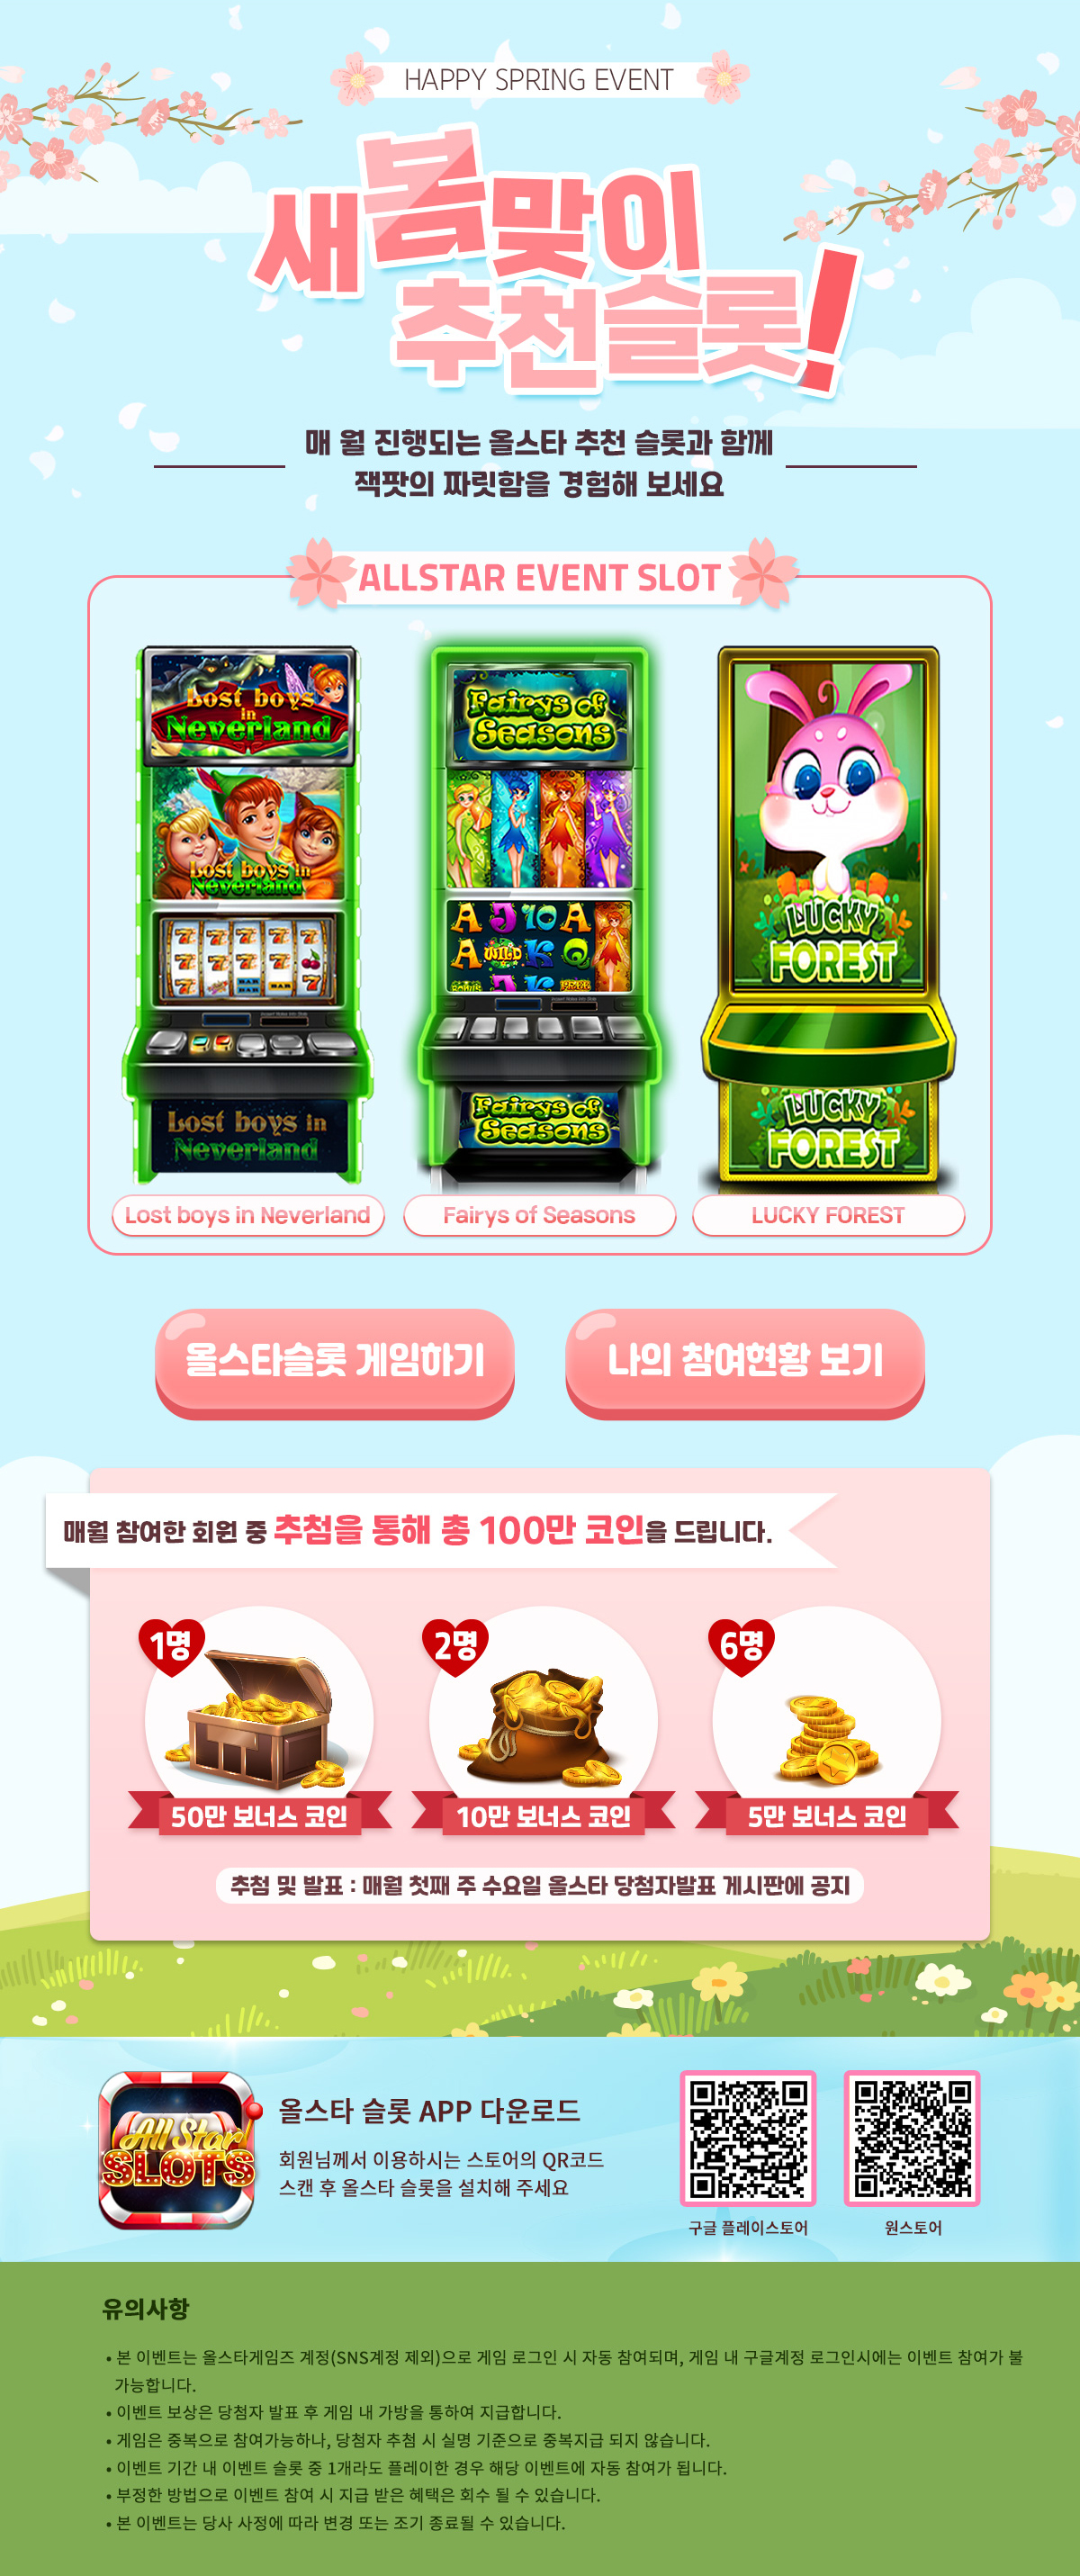 HAPPY SPRING EVENT
새봄맞이
추천슬롯!
매 월 진행되는 올스타 추천 슬롯과 함께
잭팟의 짜릿함을 경험해 보세요
ALLSTAR EVENT SLOT
Lost boys
in
Neverland
Lost boys in
Neverland
7 7 7 7 7
7 7 7 7
7 BAR BAR BAR 7
Lost boys in
Neverland
Fairys of
Seasons
A J 10 A
A WILD K Q
J K
Fairys of
Seasons
LUCKY
FOREST
LUCKY
FOREST
Lost boys in Neverland
Fairys of Seasons
LUCKY FOREST
올스타슬롯 게임하기
나의 참여현황 보기
매월 참여한 회원 중 추첨을 통해 총 100만 코인을 드립니다.
1명
2명
6명
50만 보너스 코인
10만 보너스 코인
5만 보너스 코인
추첨 및 발표 : 매월 첫째 주 수요일 올스타 당첨자발표 게시판에 공지
All Star
SLOTS
올스타 슬롯 APP 다운로드
회원님께서 이용하시는 스토어의 QR코드
스캔 후 올스타 슬롯을 설치해 주세요
구글 플레이스토어
원스토어
유의사항
• 본 이벤트는 올스타게임즈 계정(SNS계정 제외)으로 게임 로그인 시 자동 참여되며, 게임 내 구글계정 로그인시에는 이벤트 참여가 불
가능합니다.
• 이벤트 보상은 당첨자 발표 후 게임 내 가방을 통하여 지급합니다.
• 게임은 중복으로 참여가능하나, 당첨자 추첨 시 실명 기준으로 중복지급 되지 않습니다.
• 이벤트 기간 내 이벤트 슬롯 중 1개라도 플레이한 경우 해당 이벤트에 자동 참여가 됩니다.
• 부정한 방법으로 이벤트 참여 시 지급 받은 혜택은 회수 될 수 있습니다.
• 본 이벤트는 당사 사정에 따라 변경 또는 조기 종료될 수 있습니다.